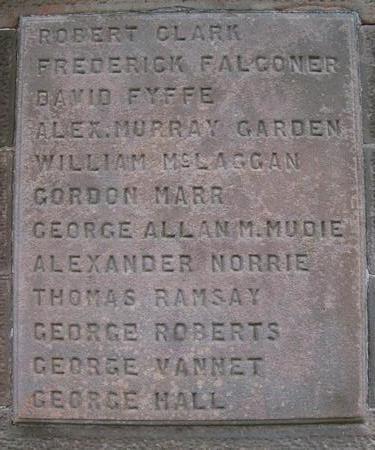 ROBERT CLARK
FREDERICK FALCONER
DAVID FYFFE
ALEX. MURRAY GARDEN
WILLIAM McLAGGAN
GORDON MARR
GEORGE ALLAN M. MUDIE
ALEXANDER NORRIE
THOMAS RAMSAY
GEORGE ROBERTS
GEORGE VANNET
GEORGE HALL